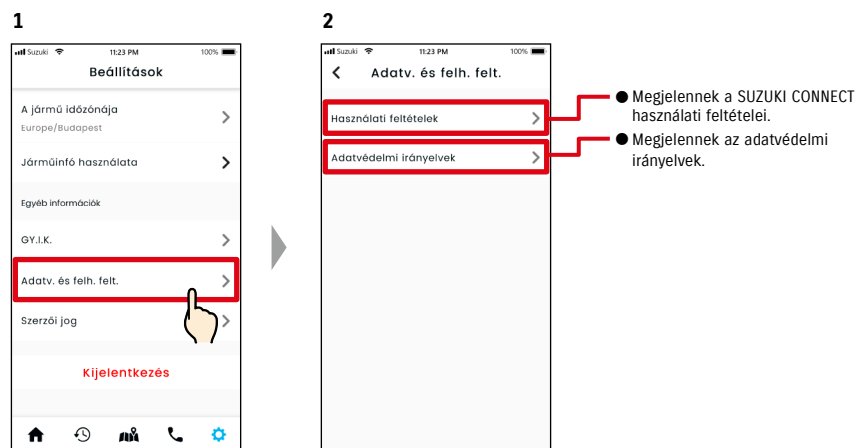 1
Suzuki 11:23 PM 100%
Beállítások
A jármű időzónája
Europe/Budapest
Járműinfó használata
Egyéb információk
GY.I.K.
Adatv. és felh. felt.
Szerzői jog
Kijelentkezés
2
Suzuki 11:23 PM 100%
Adatv. és felh. felt.
Használati feltételek
Adatvédelmi irányelvek
● Megjelennek a SUZUKI CONNECT
használati feltételei.
● Megjelennek az adatvédelmi
irányelvek.